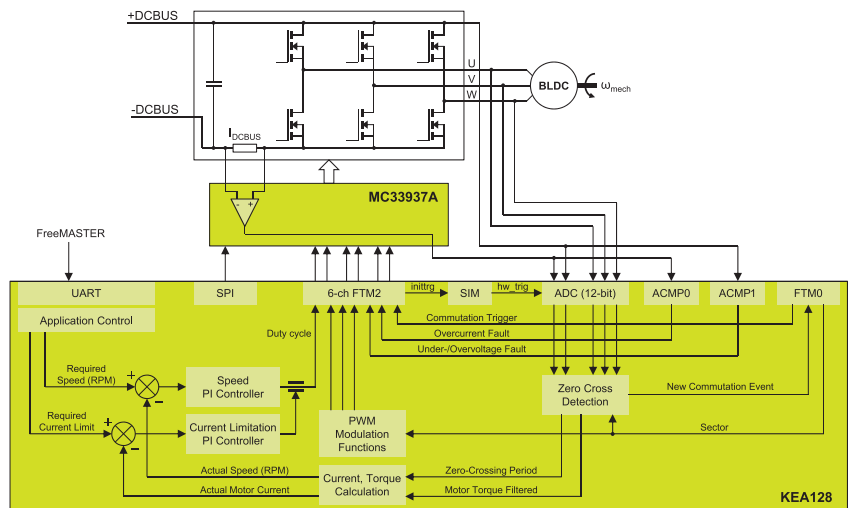 +DCBUS
-DCBUS
IDCBUS
U
V
W
BLDC
ωmech
MC33937A
FreeMASTER
UART
SPI
6-ch FTM2
inittrg
SIM
hw_trig
ADC (12-bit)
ACMP0
ACMP1
FTM0
Application Control
Duty cycle
Commutation Trigger
Overcurrent Fault
Under-/Overvoltage Fault
Required
Speed (RPM)
+
−
Speed
PI Controller
Zero Cross
Detection
New Commutation Event
Required
Current Limit
+
−
Current Limitation
PI Controller
PWM
Modulation
Functions
Sector
Actual Speed (RPM)
Actual Motor Current
Current, Torque
Calculation
Zero-Crossing Period
Motor Torque Filtered
KEA128
- +